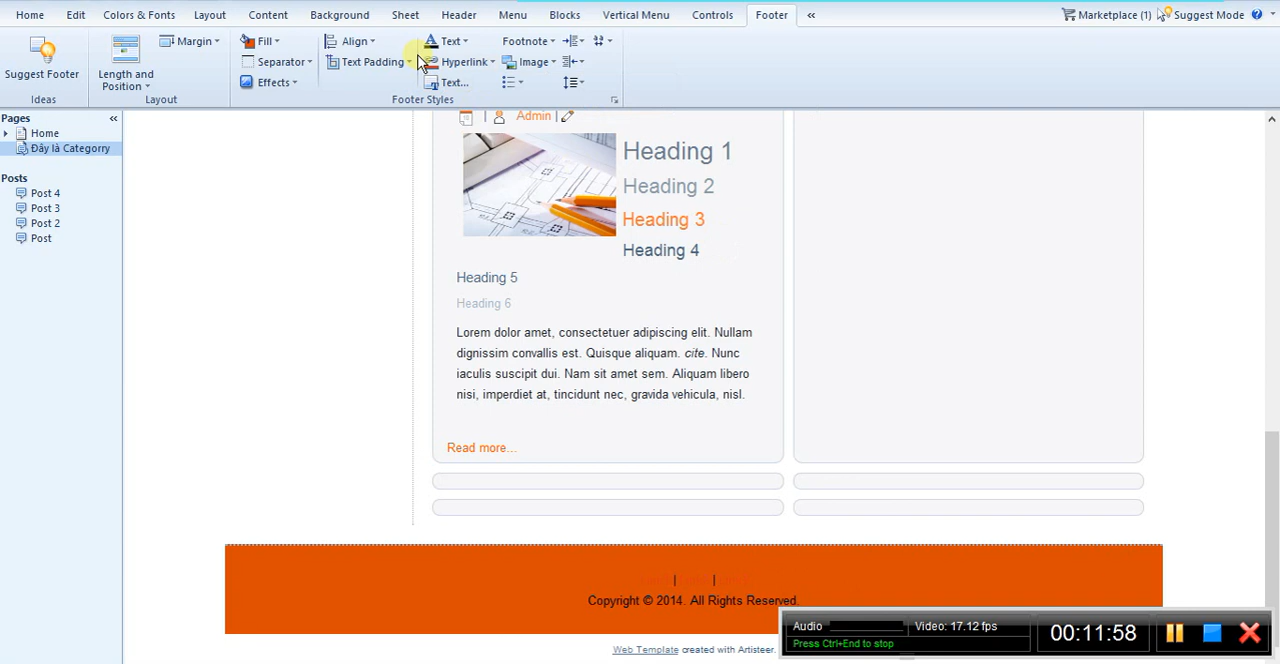 Home Edit Colors & Fonts Layout Content Background Sheet Header Menu Blocks Vertical Menu Controls Footer « Marketplace (1) Suggest Mode
Suggest Footer
Ideas
Length and Position
Margin
Layout
Fill
Separator
Effects
Align
Text Padding
Text
Hyperlink
Text...
Footnote
Image
Footer Styles
Pages «
Home
Đây là Categorry
Posts
Post 4
Post 3
Post 2
Post
| Admin |
Heading 1
Heading 2
Heading 3
Heading 4
Heading 5
Heading 6
Lorem dolor amet, consectetuer adipiscing elit. Nullam
dignissim convallis est. Quisque aliquam. cite. Nunc
iaculis suscipit dui. Nam sit amet sem. Aliquam libero
nisi, imperdiet at, tincidunt nec, gravida vehicula, nisl.
Read more...
| |
Copyright © 2014. All Rights Reserved.
Web Template created with Artisteer.
Audio Video: 17.12 fps
Press Ctrl+End to stop
00:11:58